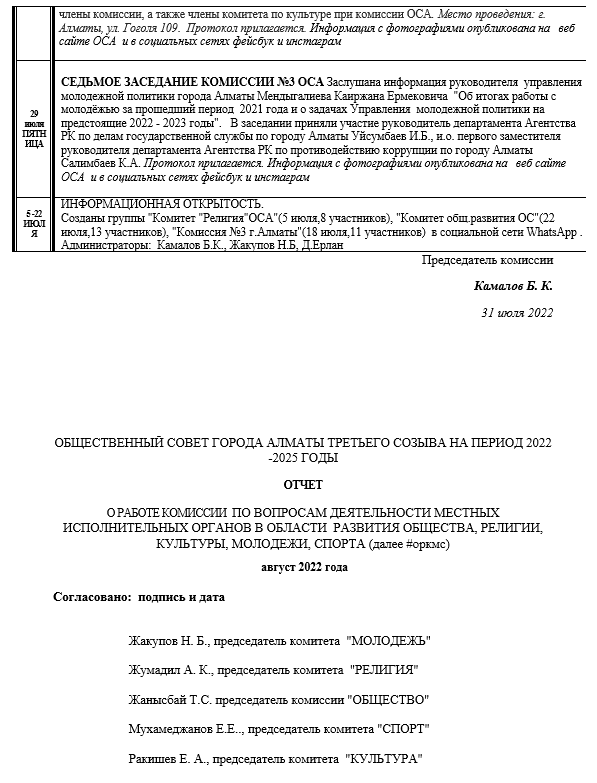 члены комиссии, а также члены комитета по культуре при комиссии ОСА. Место проведения: г.
Алматы, ул. Гоголя 109.  Протокол прилагается. Информация с фотографиями опубликована на   веб
сайте ОСА  и в социальных сетях фейсбук и инстаграм
29
июля
ПЯТН
ИЦА
СЕДЬМОЕ ЗАСЕДАНИЕ КОМИССИИ №3 ОСА Заслушана информация руководителя  управления
молодежной политики города Алматы Мендыгалиева Каиржана Ермековича  "Об итогах работы с
молодёжью за прошедший период  2021 года и о задачах Управления  молодежной политики на
предстоящие 2022 - 2023 годы".   В заседании приняли участие руководитель департамента Агентства
РК по делам государственной службы по городу Алматы Уйсумбаев И.Б., и.о. первого заместителя
руководителя департамента Агентства РК по противодействию коррупции по городу Алматы
Салимбаев К.А. Протокол прилагается. Информация с фотографиями опубликована на   веб сайте
ОСА  и в социальных сетях фейсбук и инстаграм
5-22
ИЮЛ
Я
ИНФОРМАЦИОННАЯ ОТКРЫТОСТЬ.
Созданы группы "Комитет "Религия"ОСА"(5 июля,8 участников), "Комитет общ.развития ОС"(22
июля,13 участников), "Комиссия №3 г.Алматы"(18 июля,11 участников)  в социальной сети WhatsApp .
Администраторы:  Камалов Б.К., Жакупов Н.Б, Д.Ерлан
Председатель комиссии
Камалов Б. К.
31 июля 2022
ОБЩЕСТВЕННЫЙ СОВЕТ ГОРОДА АЛМАТЫ ТРЕТЬЕГО СОЗЫВА НА ПЕРИОД 2022
-2025 ГОДЫ
ОТЧЕТ
О РАБОТЕ КОМИССИИ  ПО ВОПРОСАМ ДЕЯТЕЛЬНОСТИ МЕСТНЫХ
ИСПОЛНИТЕЛЬНЫХ ОРГАНОВ В ОБЛАСТИ  РАЗВИТИЯ ОБЩЕСТВА, РЕЛИГИИ,
КУЛЬТУРЫ, МОЛОДЕЖИ, СПОРТА (далее #оркмс)
август 2022 года
Согласовано:  подпись и дата
Жакупов Н. Б., председатель комитета  "МОЛОДЕЖЬ"
Жумадил А. К., председатель комитета  "РЕЛИГИЯ"
Жанысбай Т.С. председатель комиссии "ОБЩЕСТВО"
Мухамеджанов Е.Е.., председатель комитета "СПОРТ"
Ракишев Е. А., председатель комитета  "КУЛЬТУРА"